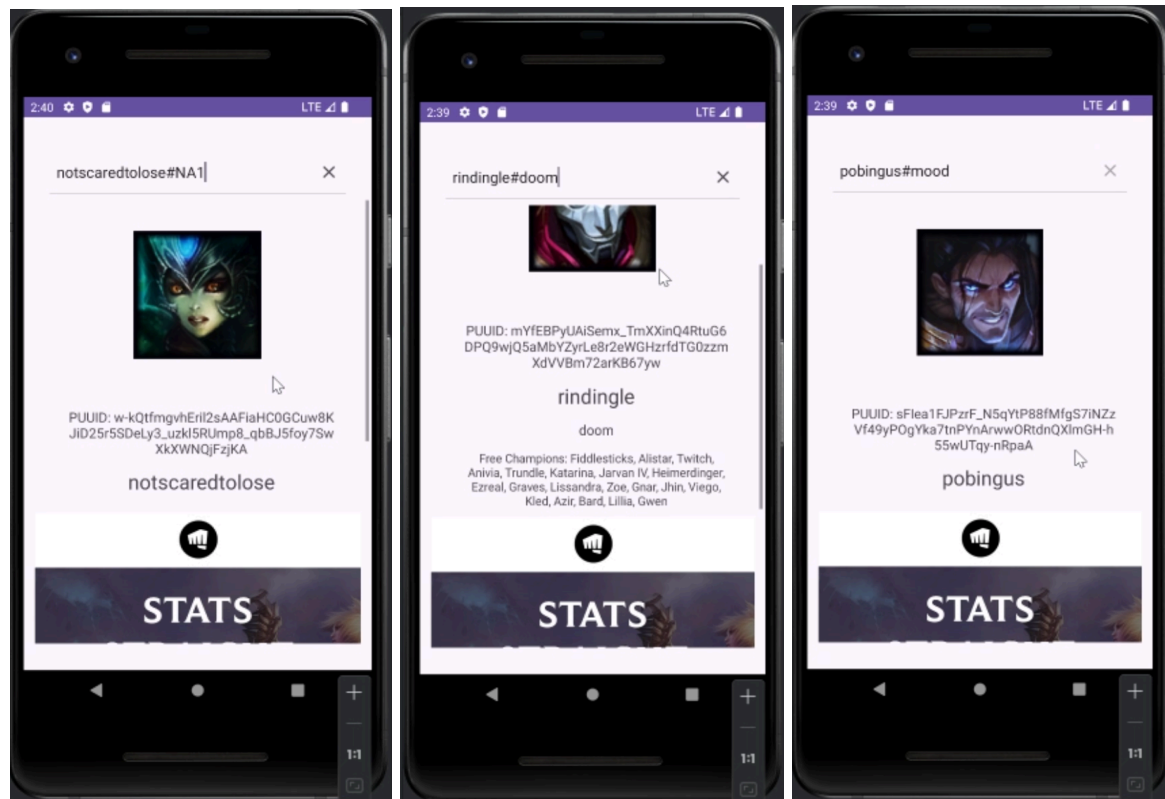 2:40
LTE
notscaredtolose#NA1
PUUID: w-kQtfmgvhEril2sAAFiaHC0GCuw8K
JiD25r5SDeLy3_uzkI5RUmp8_qbBJ5foy7Sw
XkXWNQjFzjKA
notscaredtolose
STATS
1:1
2:39
LTE
rindingle#doom
PUUID: mYfEBPyUAiSemx_TmXXinQ4RtuG6
DPQ9wjQ5aMbYZyrLe8r2eWGHzrfdTG0zzm
XdVVBm72arKB67yw
rindingle
doom
Free Champions: Fiddlesticks, Alistar, Twitch,
Anivia, Trundle, Katarina, Jarvan IV, Heimerdinger,
Ezreal, Graves, Lissandra, Zoe, Gnar, Jhin, Viego,
Kled, Azir, Bard, Lillia, Gwen
STATS
1:1
2:39
LTE
pobingus#mood
PUUID: sFlea1FJPzrF_N5qYtP88fMfgS7iNZz
Vf49yPOgYka7tnPYnArwwORtdnQXlmGH-h
55wUTqy-nRpaA
pobingus
STATS
1:1